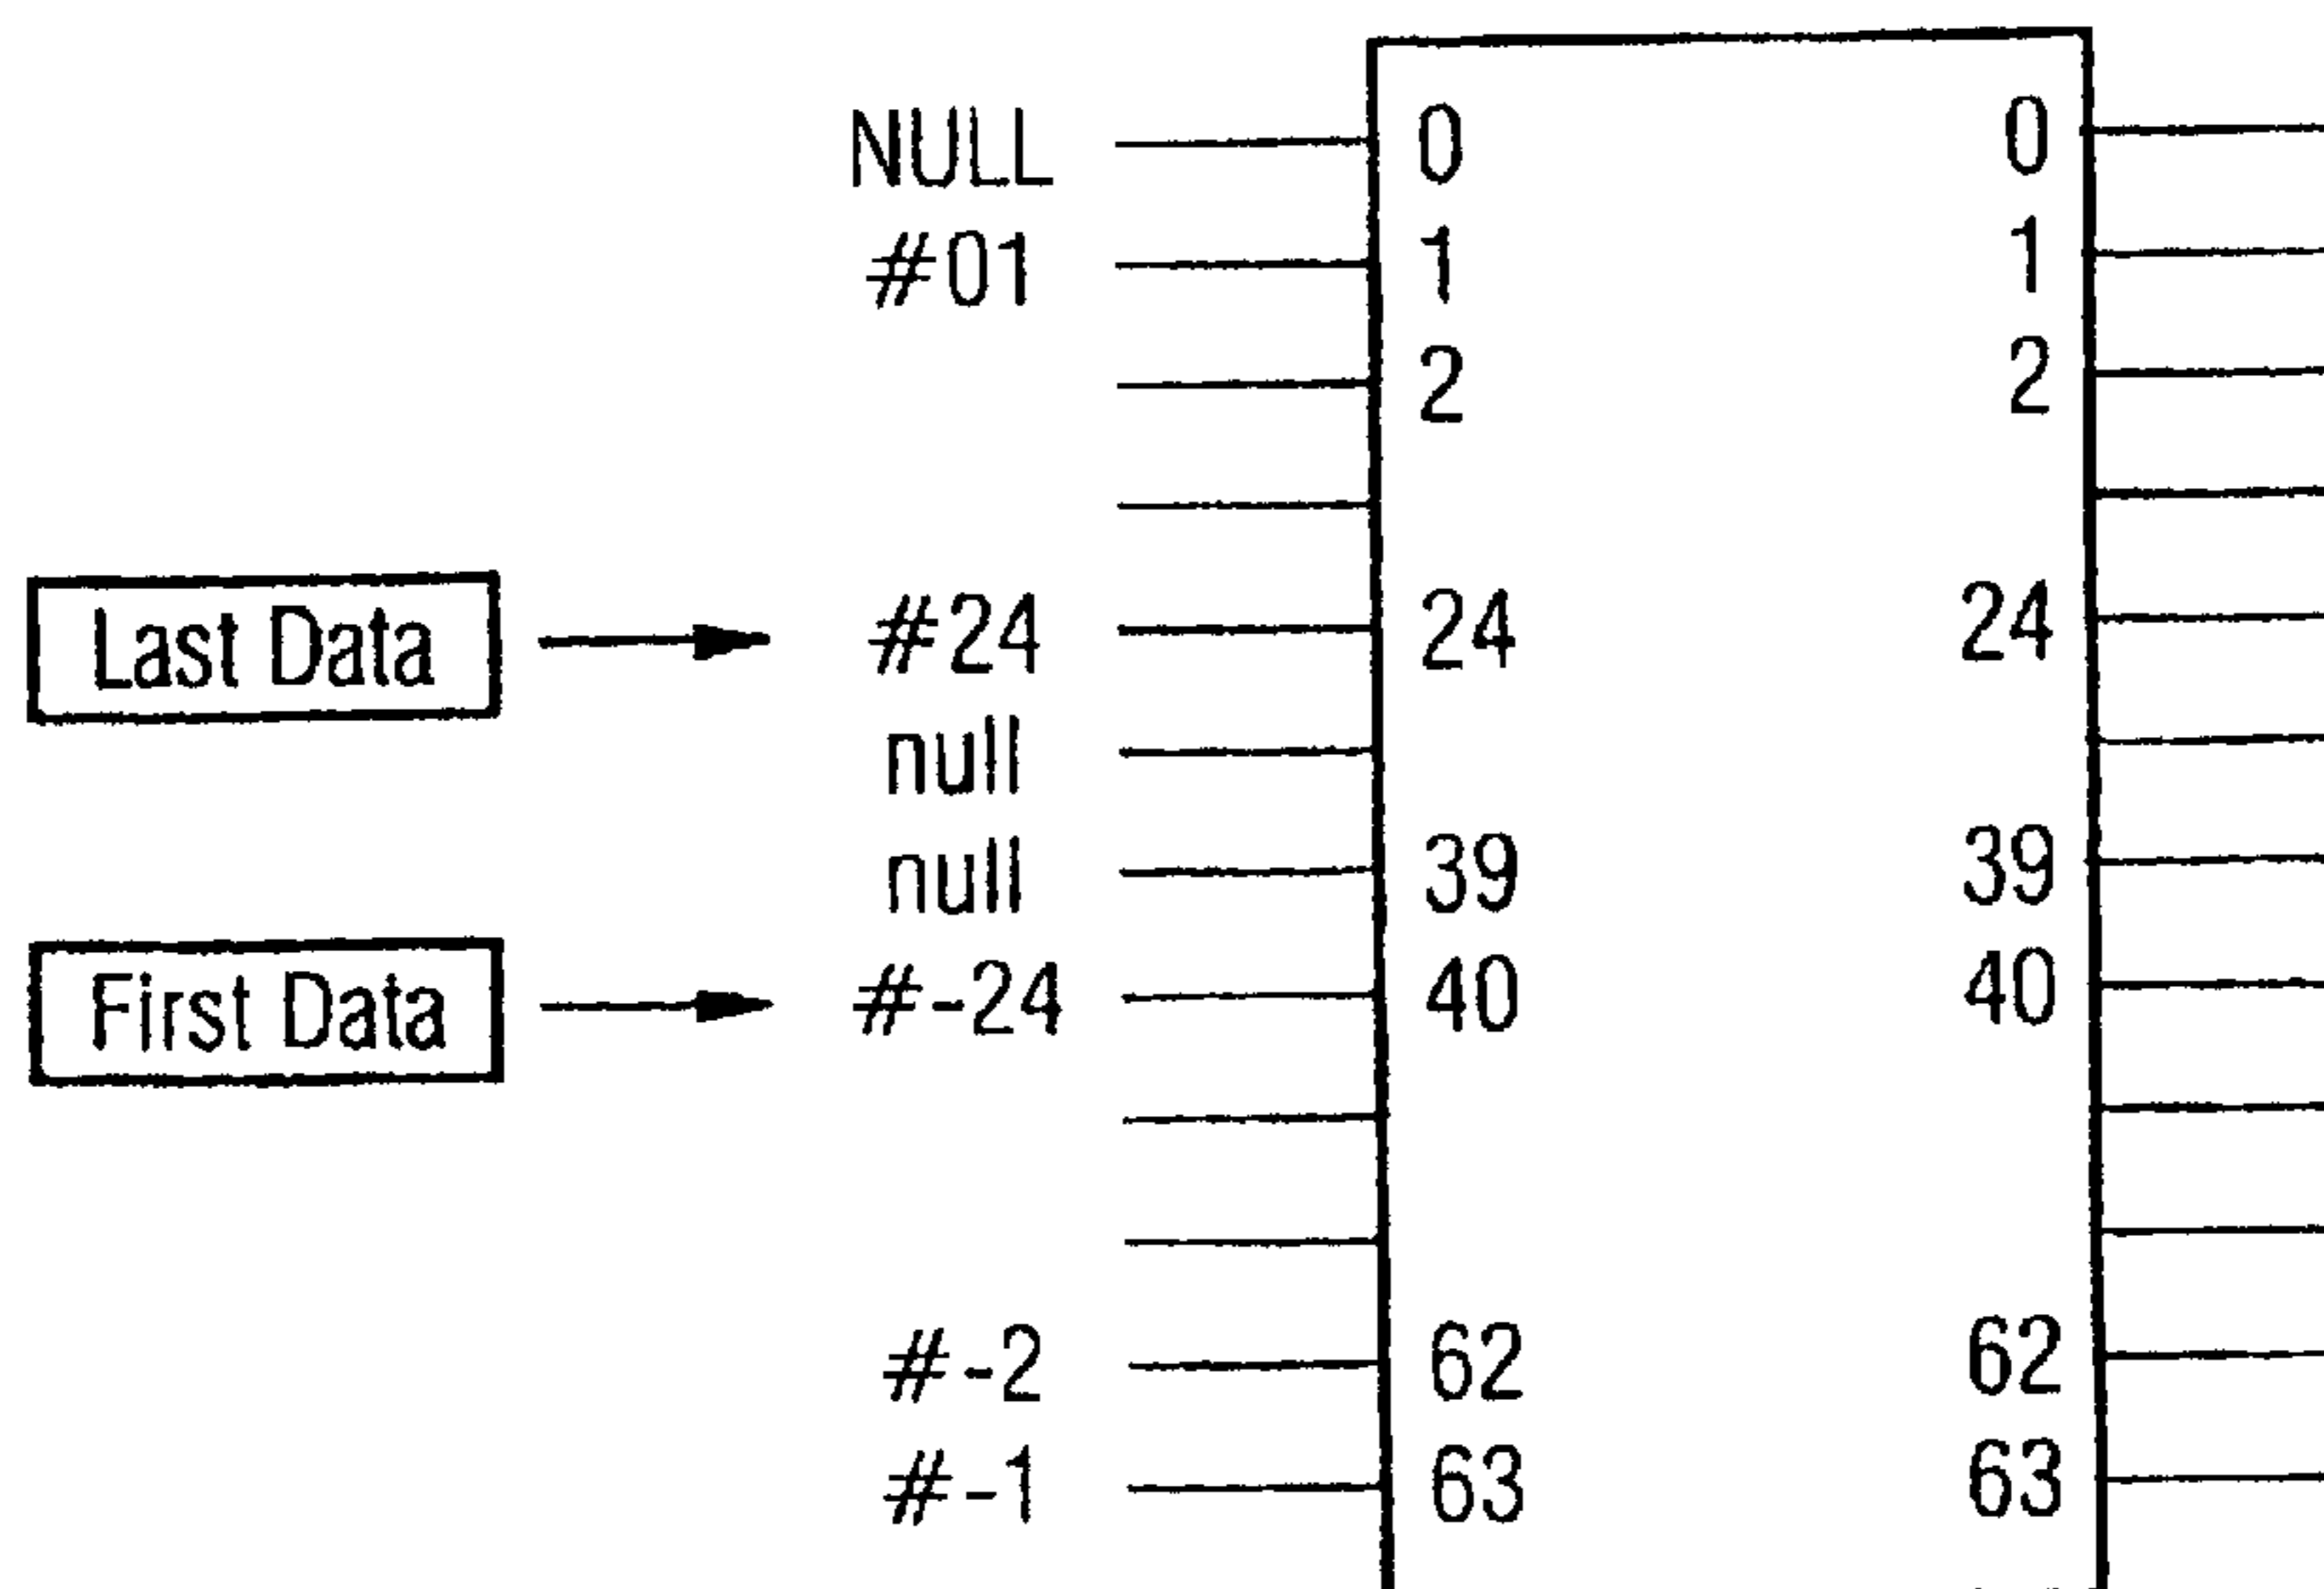 NULL 0 0
#01 1 1
2 2
Last Data #24 24 24
null
null 39 39
First Data #-24 40 40
#-2 62 62
#-1 63 63